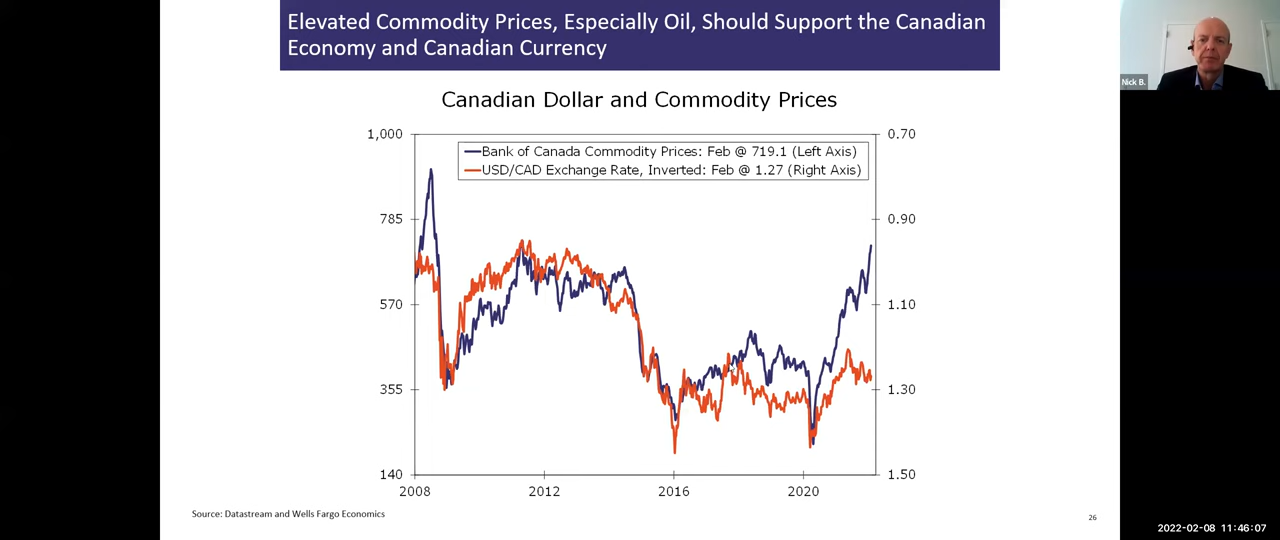 Elevated Commodity Prices, Especially Oil, Should Support the Canadian
Economy and Canadian Currency
Nick B.
Canadian Dollar and Commodity Prices
1,000
0.70
Bank of Canada Commodity Prices: Feb @ 719.1 (Left Axis)
USD/CAD Exchange Rate, Inverted: Feb @ 1.27 (Right Axis)
785
0.90
570
1.10
355
1.30
140
1.50
2008
2012
2016
2020
Source: Datastream and Wells Fargo Economics
26
2022-02-08 11:46:07